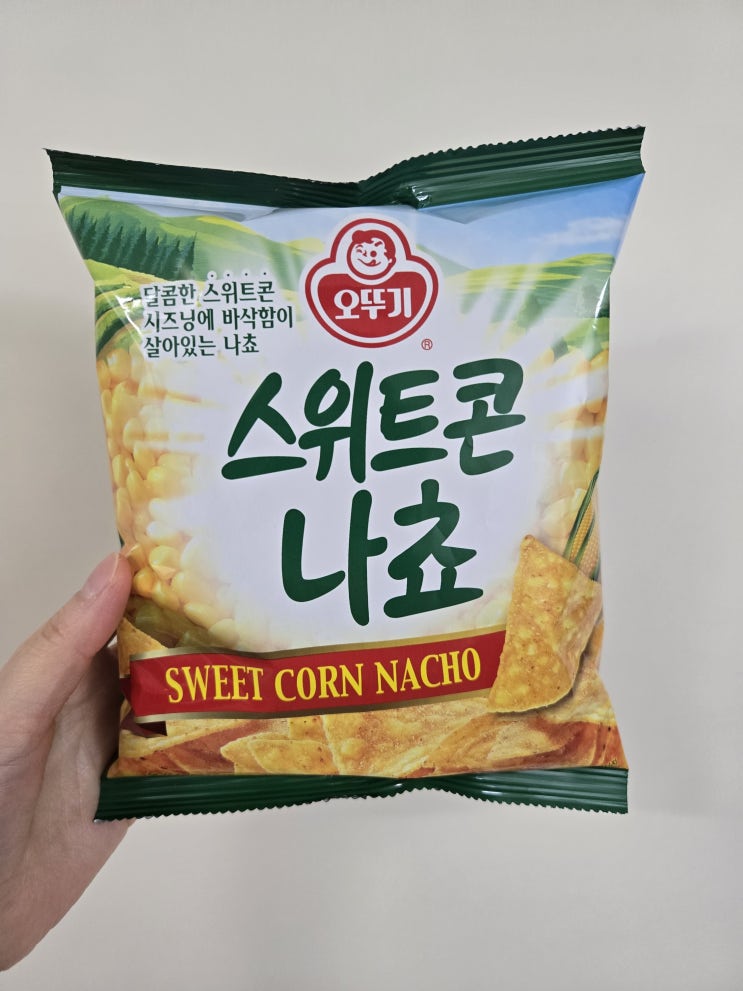 오뚜기
®
달콤한 스위트콘
시즈닝에 바삭함이
살아있는 나쵸
스위트콘
나쵸
SWEET CORN NACHO